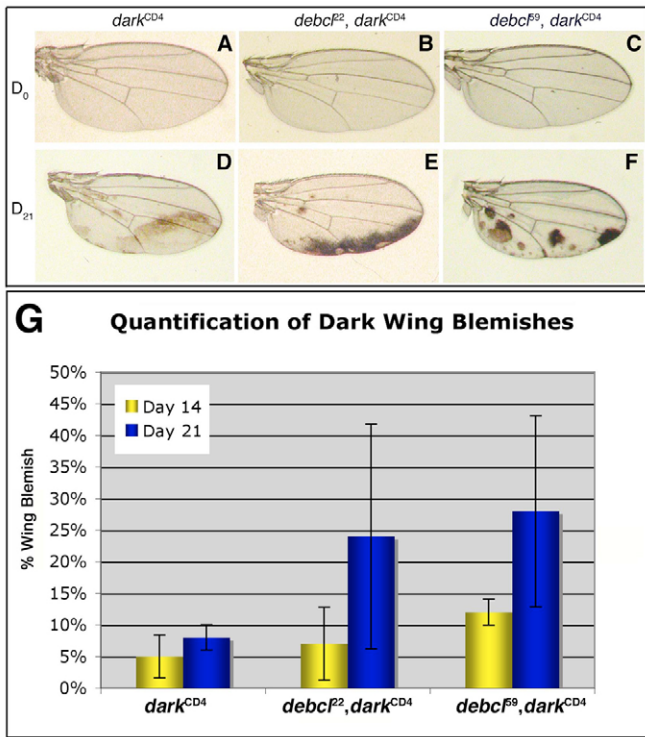 dark^CD4 debcl^22, dark^CD4 debcl^59, dark^CD4
A B C
D0
D E F
D21
G Quantification of Dark Wing Blemishes
50%
45%
40%
35%
30%
25%
20%
15%
10%
5%
0%
% Wing Blemish
Day 14
Day 21
dark^CD4 debcl^22,dark^CD4 debcl^59,dark^CD4